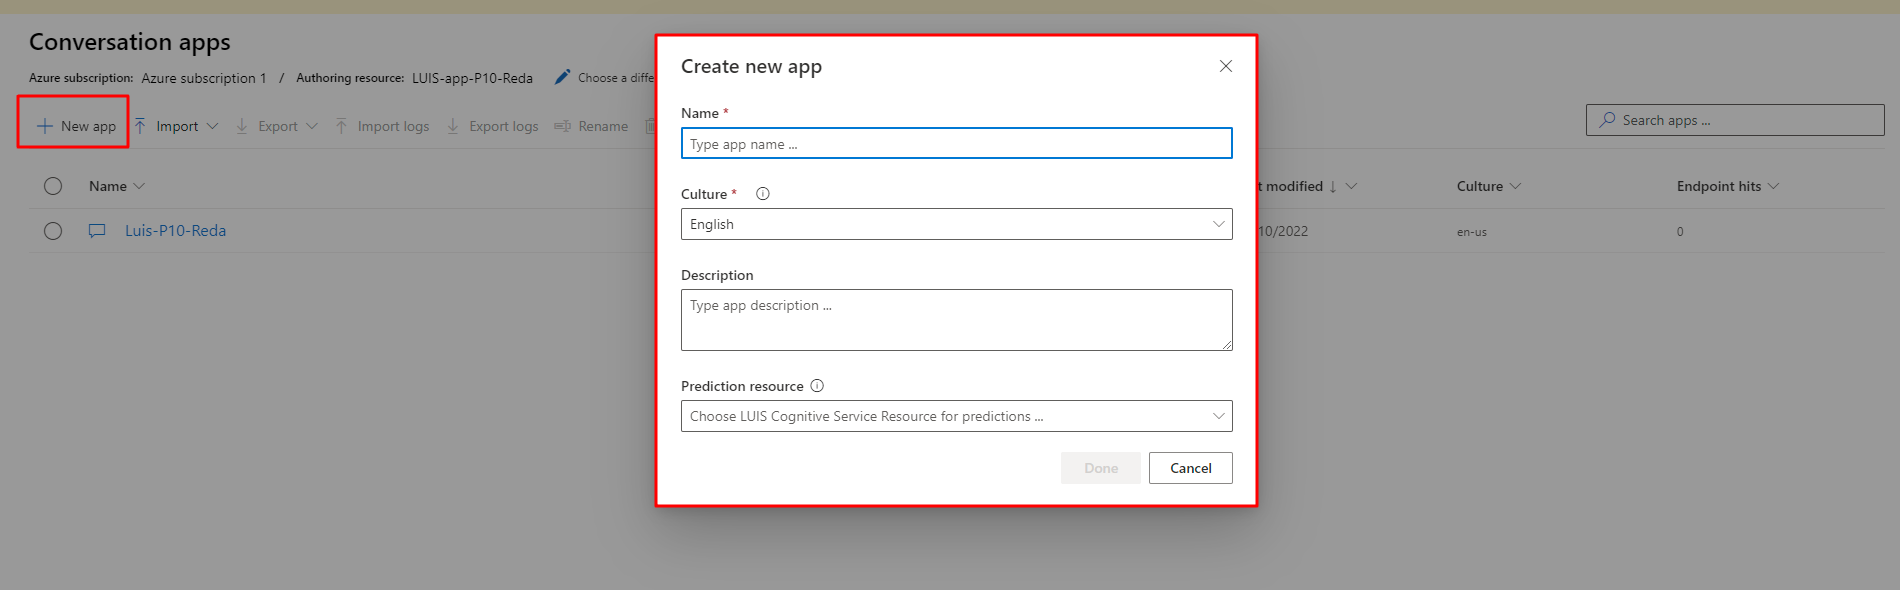 Conversation apps
Azure subscription: Azure subscription 1 / Authoring resource: LUIS-app-P10-Reda Choose a
New app Import Export Import logs Export logs Rename
Search apps ...
Name modified ↓ Culture Endpoint hits
Luis-P10-Reda 10/2022 en-us 0
Create new app
Name *
Type app name ...
Culture *
English
Description
Type app description ...
Prediction resource
Choose LUIS Cognitive Service Resource for predictions ...
Done Cancel